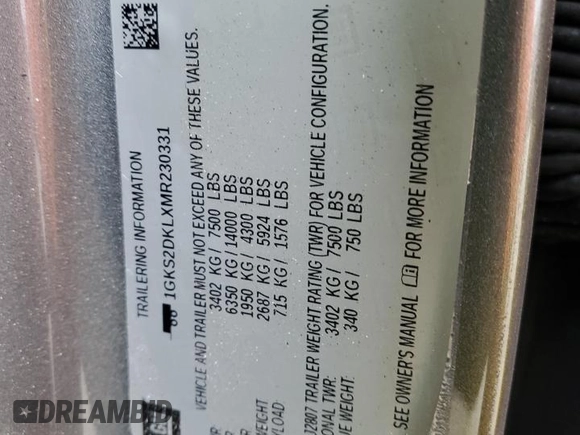 TRAILERING INFORMATION
1GKS2DKLXMR230331
VEHICLE AND TRAILER MUST NOT EXCEED ANY OF THESE VALUES.
3402 KG / 7500 LBS
6350 KG / 14000 LBS
1950 KG / 4300 LBS
2687 KG / 5924 LBS
715 KG / 1576 LBS
J2807 TRAILER WEIGHT RATING (TWR) FOR VEHICLE CONFIGURATION.
TWR: 3402 KG / 7500 LBS
340 KG / 750 LBS
SEE OWNER'S MANUAL FOR MORE INFORMATION
DREAMBID